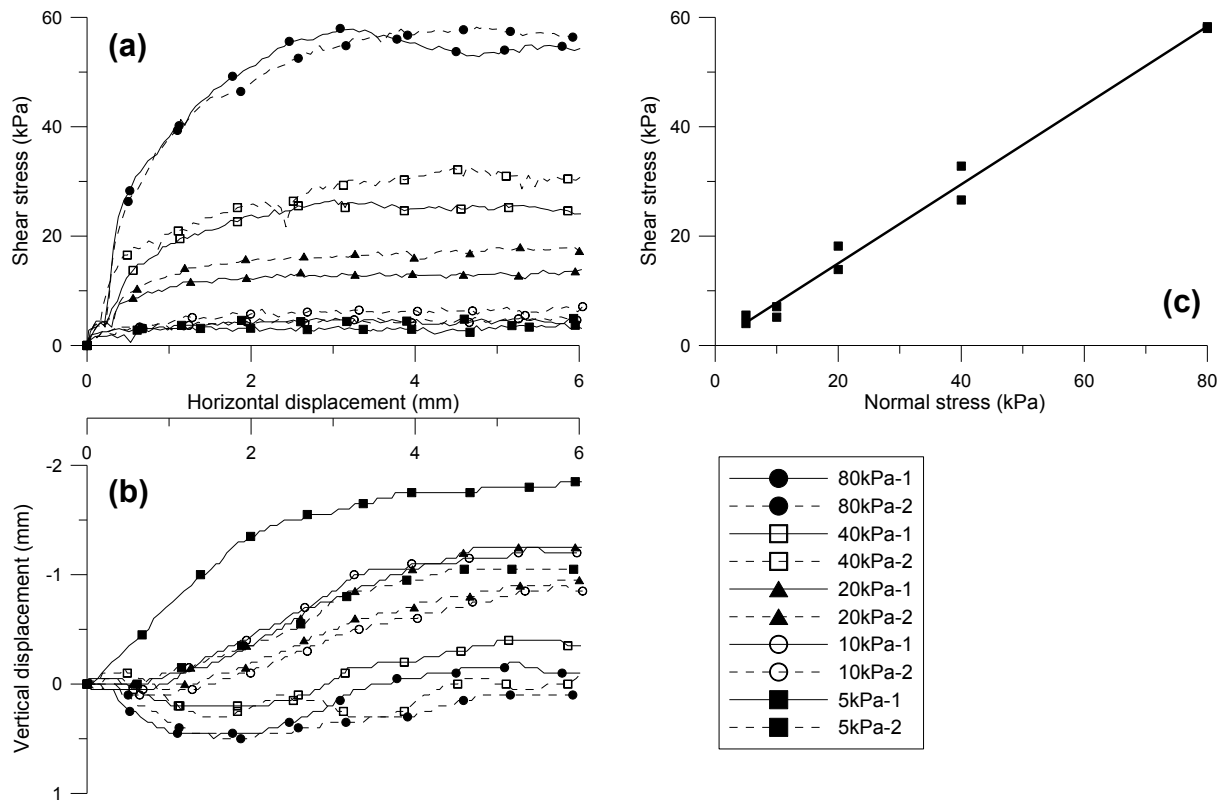 (a)
Shear stress (kPa)
60
40
20
0
0
2
4
6
Horizontal displacement (mm)
0
2
4
6
(b)
Vertical displacement (mm)
-2
-1
0
1
(c)
Shear stress (kPa)
60
40
20
0
0
20
40
60
80
Normal stress (kPa)
80kPa-1
80kPa-2
40kPa-1
40kPa-2
20kPa-1
20kPa-2
10kPa-1
10kPa-2
5kPa-1
5kPa-2